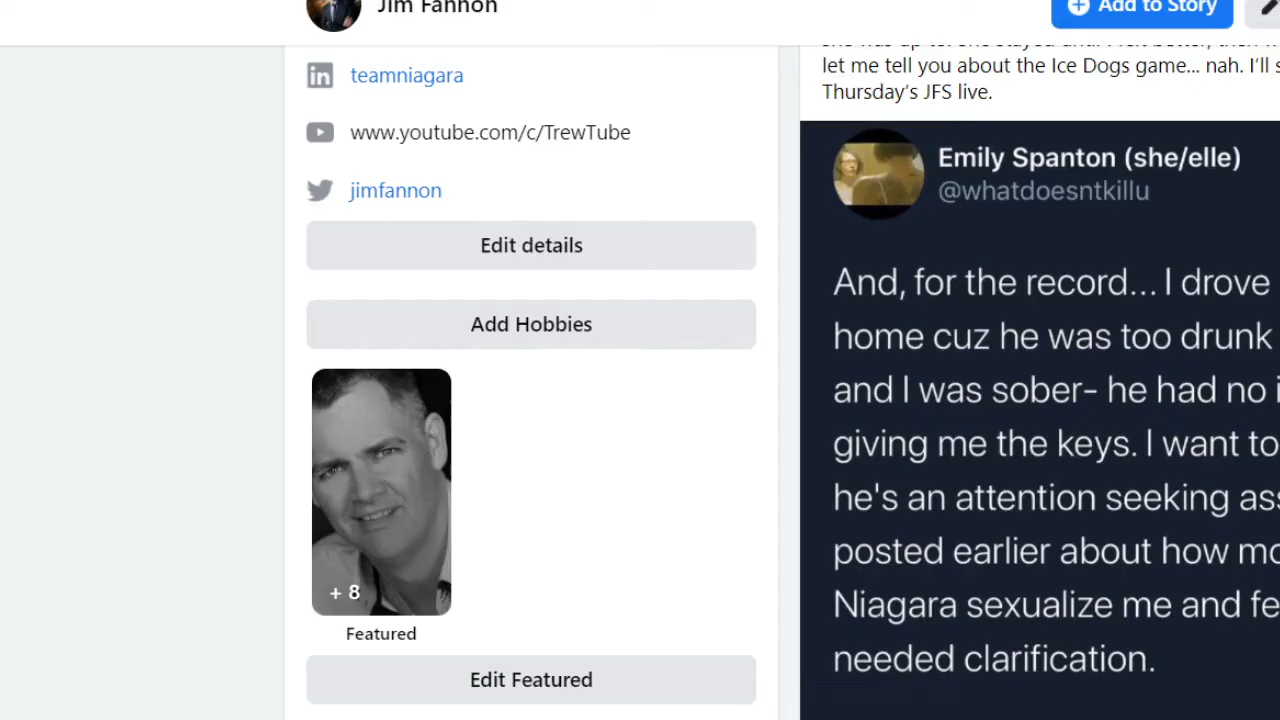 Jim Fannon
Add to Story
teamniagara
www.youtube.com/c/TrewTube
jimfannon
Edit details
Add Hobbies
+ 8
Featured
Edit Featured
let me tell you about the Ice Dogs game... nah. I'll
Thursday's JFS live.
Emily Spanton (she/elle)
@whatdoesntkillu
And, for the record... I drove
home cuz he was too drunk
and I was sober- he had no
giving me the keys. I want to
he's an attention seeking
posted earlier about how
Niagara sexualize me and
needed clarification.